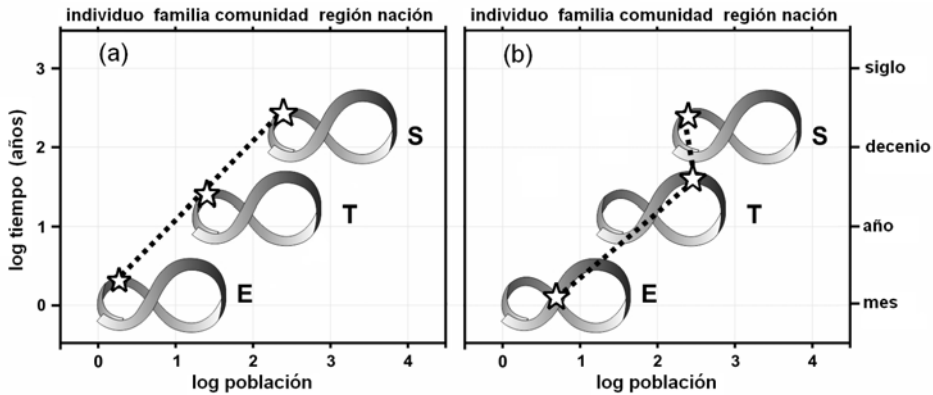 individuo familia comunidad región nación
individuo familia comunidad región nación
(a)
(b)
log tiempo (años)
3
2
1
0
S
T
E
S
T
E
siglo
decenio
año
mes
0 1 2 3 4
0 1 2 3 4
log población
log población